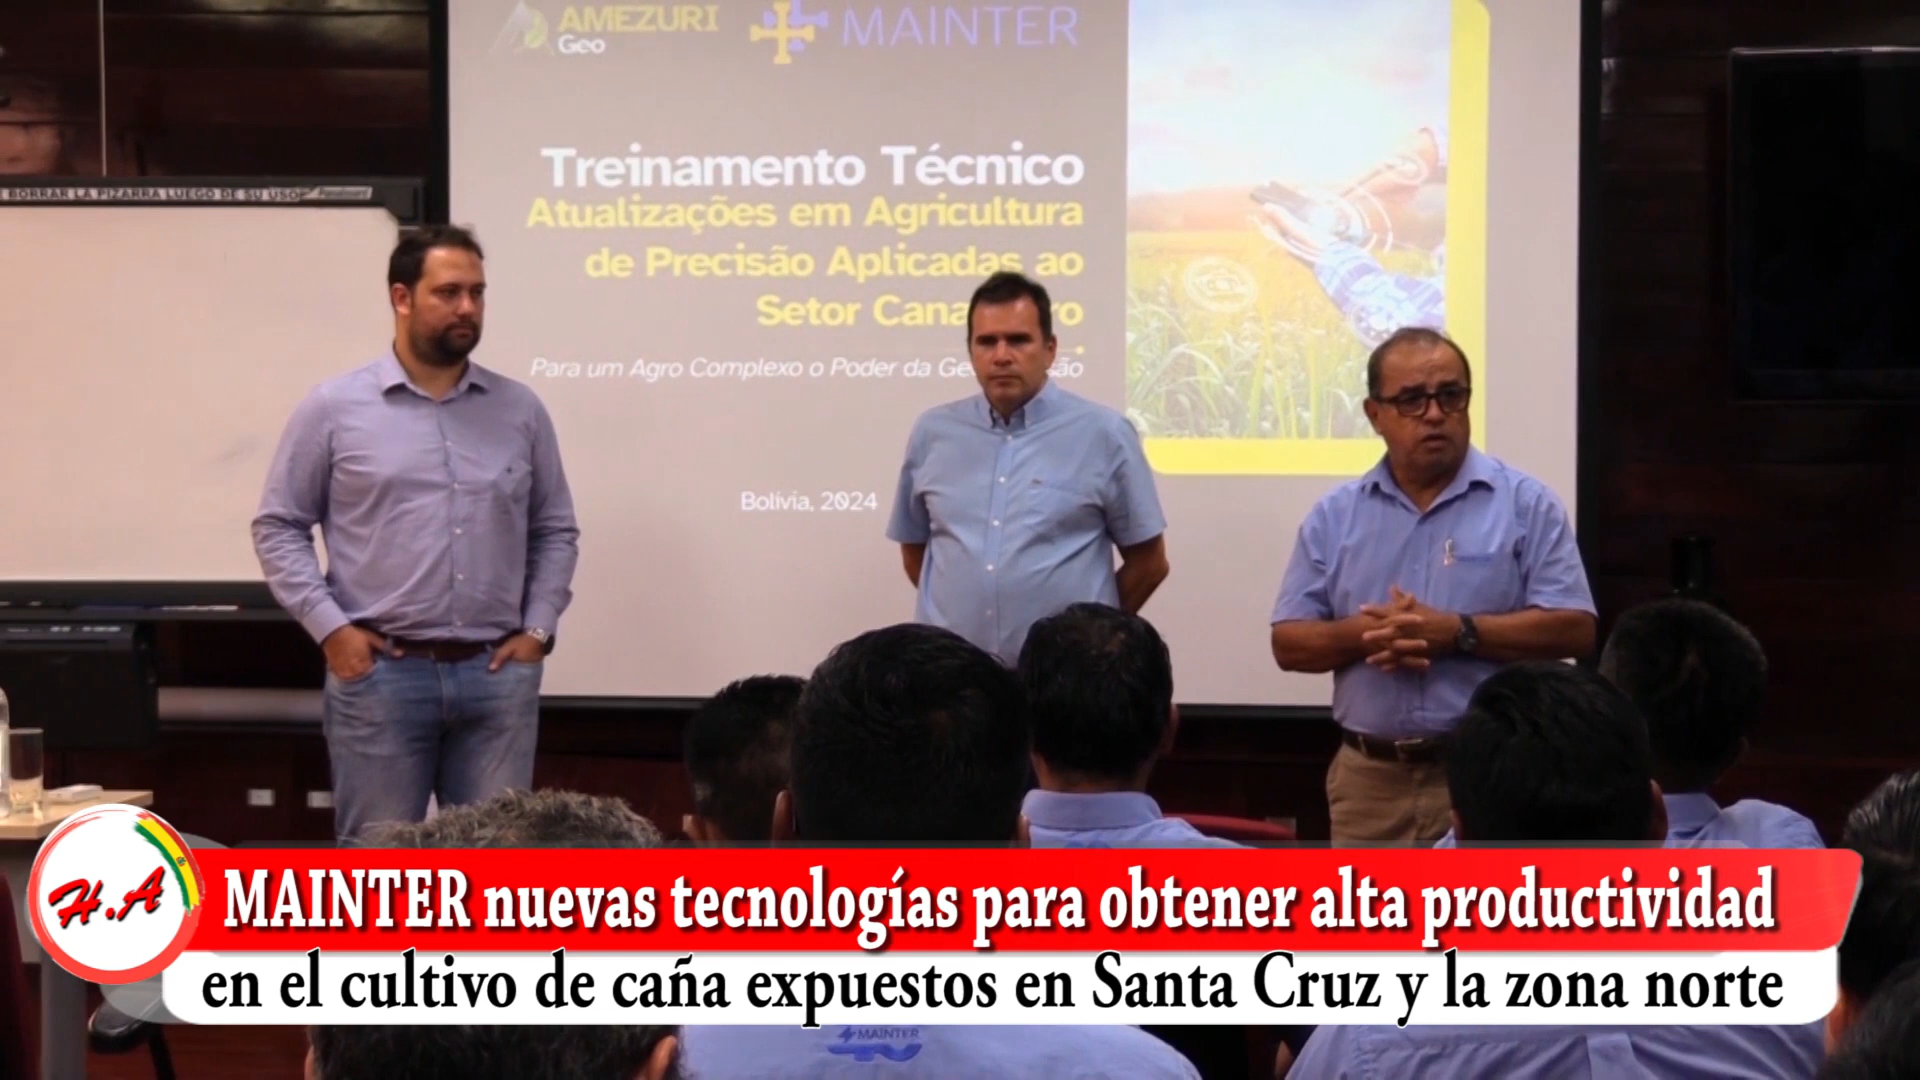 AMEZURI
Geo
MAINTER
Treinamento Técnico
Atualizações em Agricultura
de Precisão Aplicadas ao
Setor
Para um Agro Complexo o Poder da
Bolívia, 2024
BORRAR LA PIZARRA LUEGO DE SU USO
H.A
MAINTER nuevas tecnologías para obtener alta productividad
en el cultivo de caña expuestos en Santa Cruz y la zona norte
MAINTER